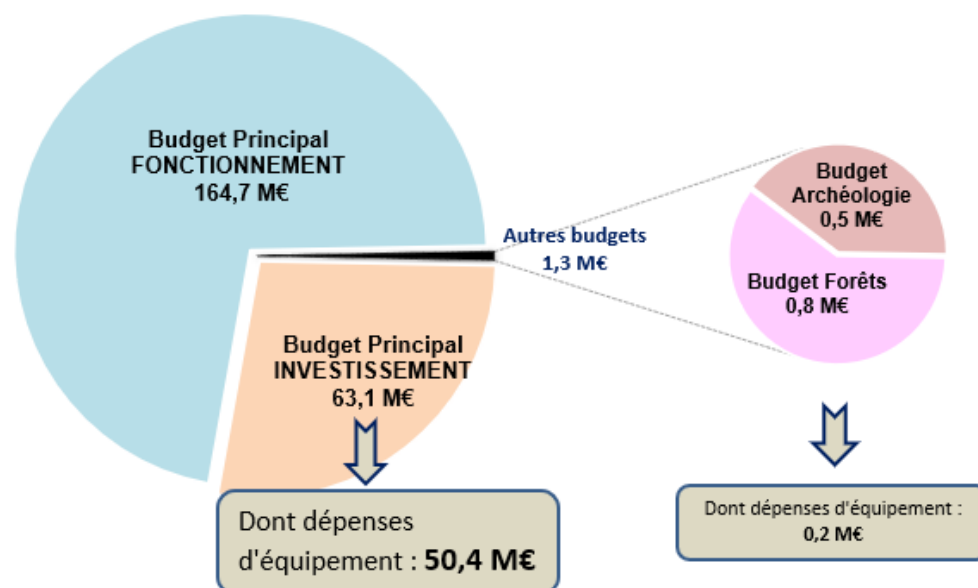 Budget Principal
FONCTIONNEMENT
164,7 M€
Autres budgets
1,3 M€
Budget
Archéologie
0,5 M€
Budget Forêts
0,8 M€
Budget Principal
INVESTISSEMENT
63,1 M€
Dont dépenses
d'équipement : 50,4 M€
Dont dépenses d'équipement :
0,2 M€